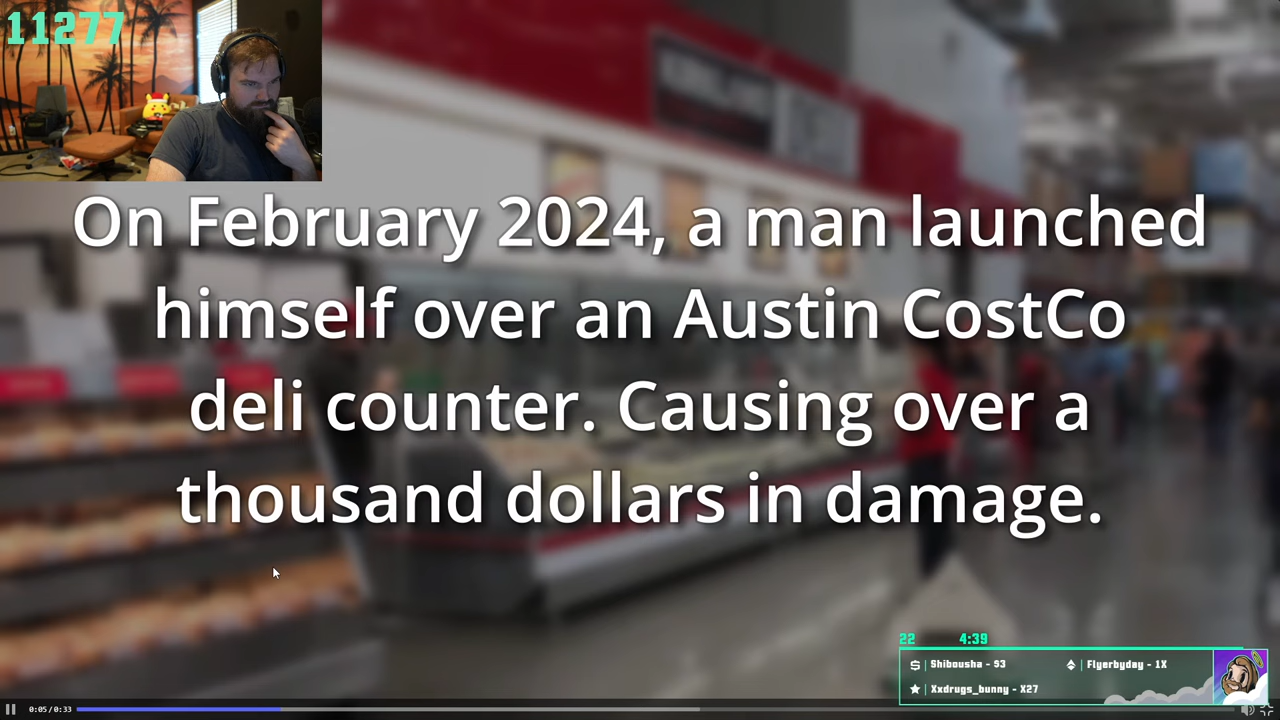 11277
On February 2024, a man launched
himself over an Austin CostCo
deli counter. Causing over a
thousand dollars in damage.
22 4:39
$ | Shibousha - $3 | Flyerbyday - 1X
★ | Xxdrugs_bunny - X27
0:05/0:33